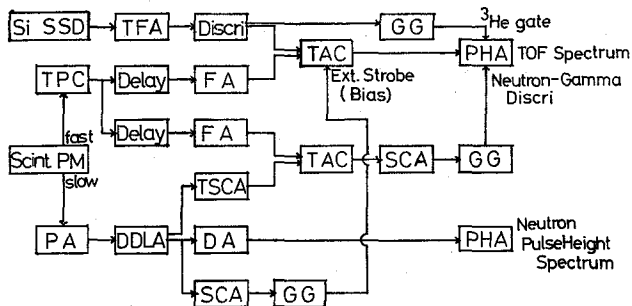 Si SSD
TFA
Discri
GG
³He gate
TAC
PHA
TOF Spectrum
Ext. Strobe
(Bias)
Neutron-Gamma
Discri
TPC
Delay
FA
fast
Delay
FA
Scint PM
slow
TAC
SCA
GG
TSCA
PA
DDLA
DA
PHA
Neutron
PulseHeight
Spectrum
SCA
GG